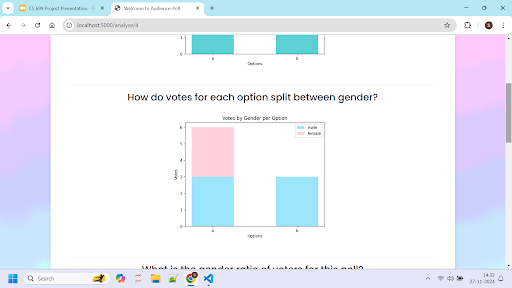 CS 699 Project Presentation -
Welcome to Audience-Poll
localhost:5000/analyse/4
1
0
a
b
Options
How do votes for each option split between gender?
Votes by Gender per Option
male
female
6
5
4
3
2
1
0
Votes
a
b
Options
What is the gender ratio of voters for this poll?
Search
14:32
27-11-2024